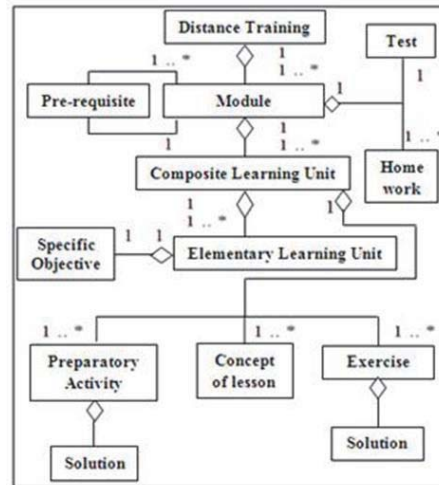 Distance Training
Test
1 .. *
1
1 .. *
1
1
Pre-requisite
Module
1
1
1 .. *
1 .. *
Composite Learning Unit
Home
work
1
1 .. *
1
Specific
Objective
1
1
Elementary Learning Unit
1 .. *
1 .. *
1 .. *
Preparatory
Activity
Concept
of lesson
Exercise
Solution
Solution